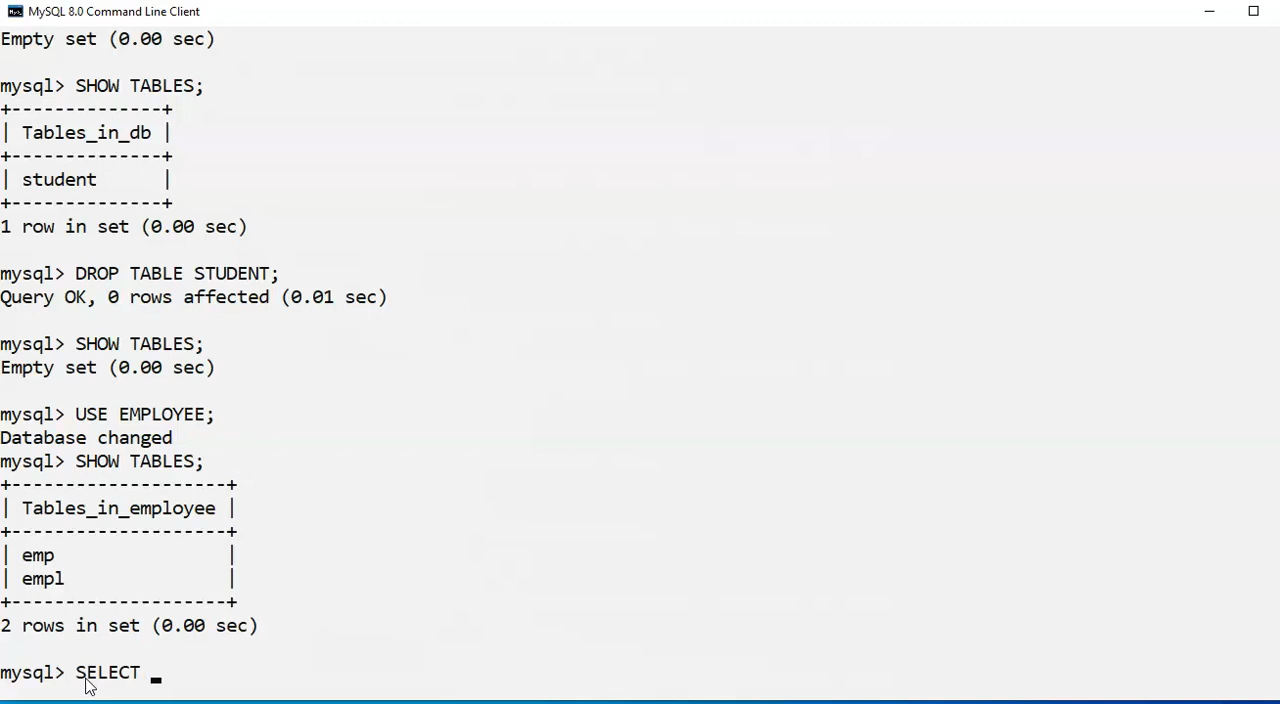 MySQL 8.0 Command Line Client
Empty set (0.00 sec)
mysql> SHOW TABLES;
+--------------+
| Tables_in_db |
+--------------+
| student      |
+--------------+
1 row in set (0.00 sec)
mysql> DROP TABLE STUDENT;
Query OK, 0 rows affected (0.01 sec)
mysql> SHOW TABLES;
Empty set (0.00 sec)
mysql> USE EMPLOYEE;
Database changed
mysql> SHOW TABLES;
+--------------------+
| Tables_in_employee |
+--------------------+
| emp                |
| empl               |
+--------------------+
2 rows in set (0.00 sec)
mysql> SELECT _